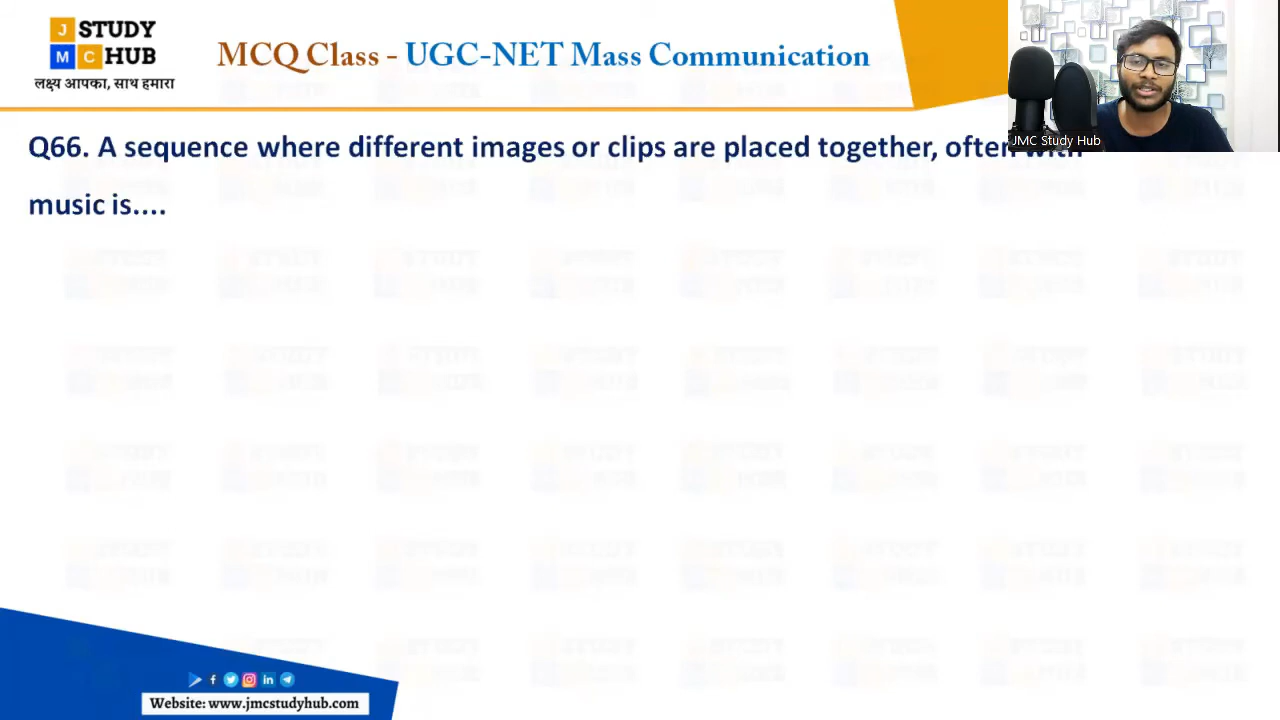 J STUDY
M C HUB
लक्ष्य आपका, साथ हमारा
MCQ Class - UGC-NET Mass Communication
JMC Study Hub
Q66. A sequence where different images or clips are placed together, often with
music is....
Website: www.jmcstudyhub.com